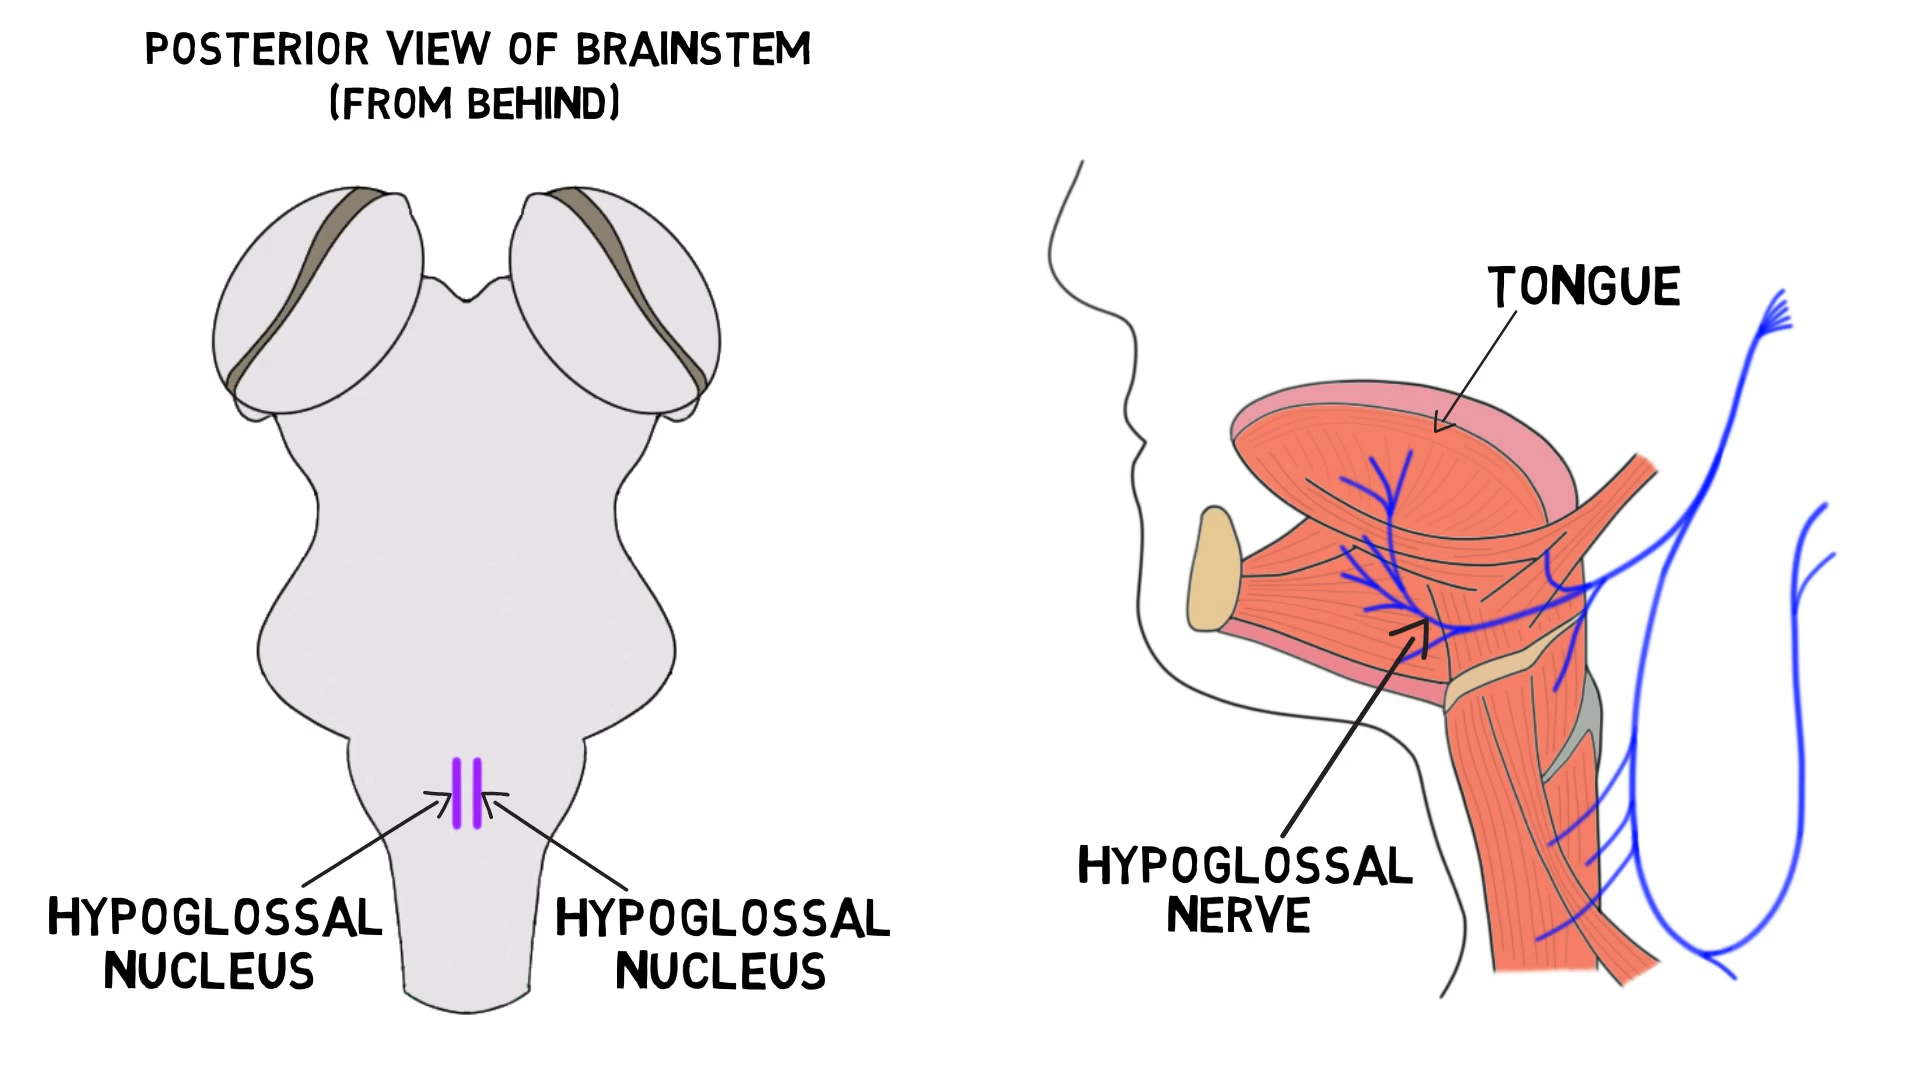 POSTERIOR VIEW OF BRAINSTEM
(FROM BEHIND)
HYPOGLOSSAL
NUCLEUS
HYPOGLOSSAL
NUCLEUS
TONGUE
HYPOGLOSSAL
NERVE